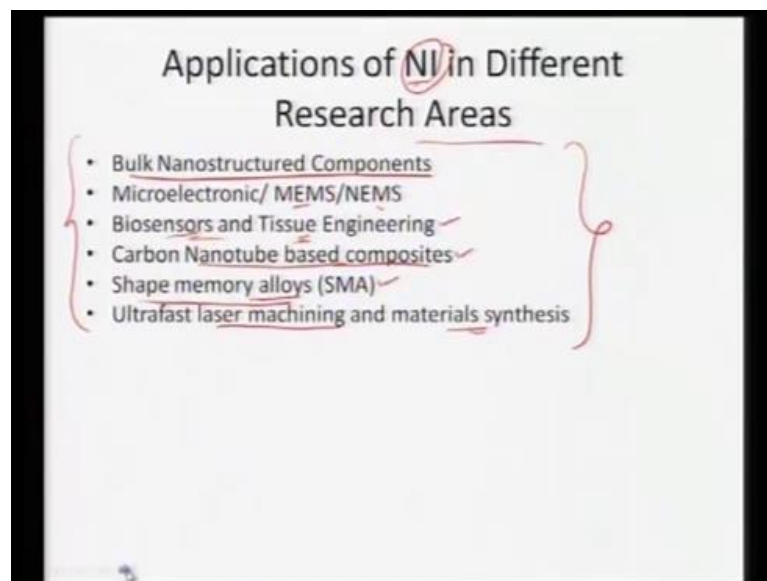 Applications of NI in Different
Research Areas
• Bulk Nanostructured Components
• Microelectronic/ MEMS/NEMS
• Biosensors and Tissue Engineering
• Carbon Nanotube based composites
• Shape memory alloys (SMA)
• Ultrafast laser machining and materials synthesis